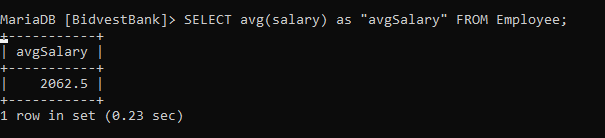 MariaDB [BidvestBank]> SELECT avg(salary) as "avgSalary" FROM Employee;
+-----------+
| avgSalary |
+-----------+
|    2062.5 |
+-----------+
1 row in set (0.23 sec)